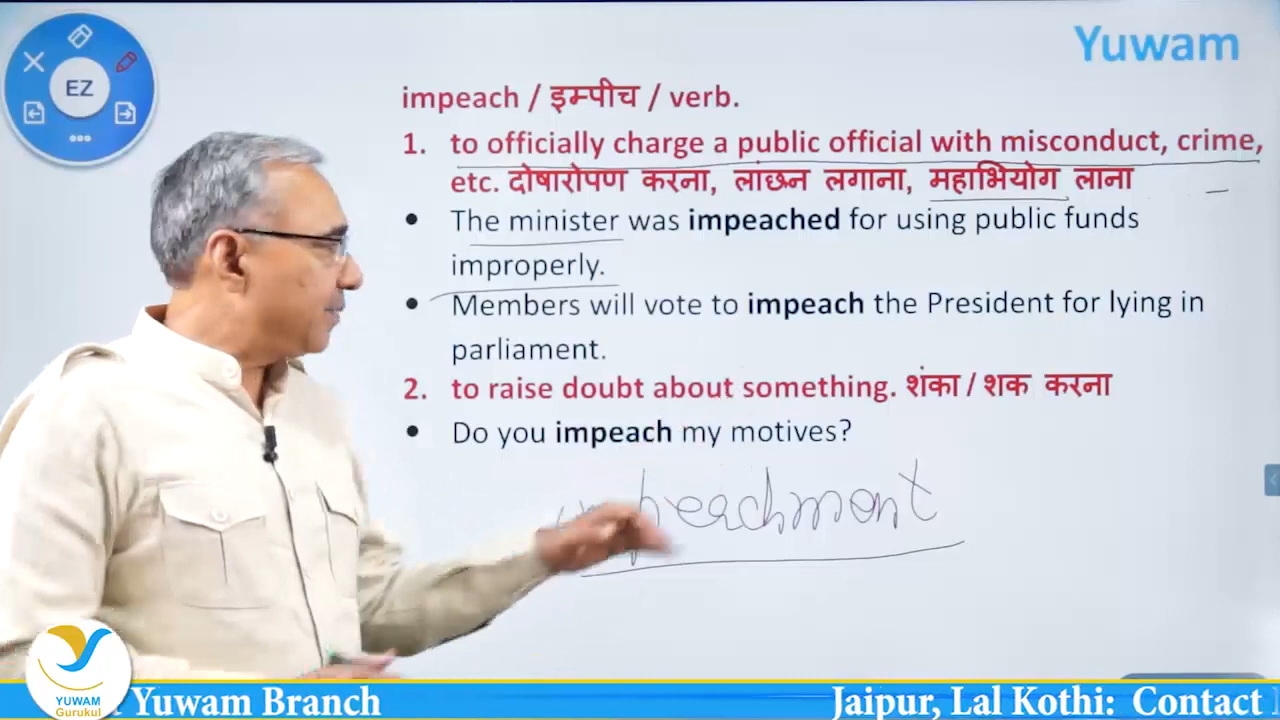 EZ
Yuwam
impeach / इम्पीच / verb.
1. to officially charge a public official with misconduct, crime,
etc. दोषारोपण करना, लांछन लगाना, महाभियोग लाना
• The minister was impeached for using public funds
improperly.
• Members will vote to impeach the President for lying in
parliament.
2. to raise doubt about something. शंका / शक करना
• Do you impeach my motives?
YUWAM
Gurukul
Yuwam Branch
Jaipur, Lal Kothi: Contact